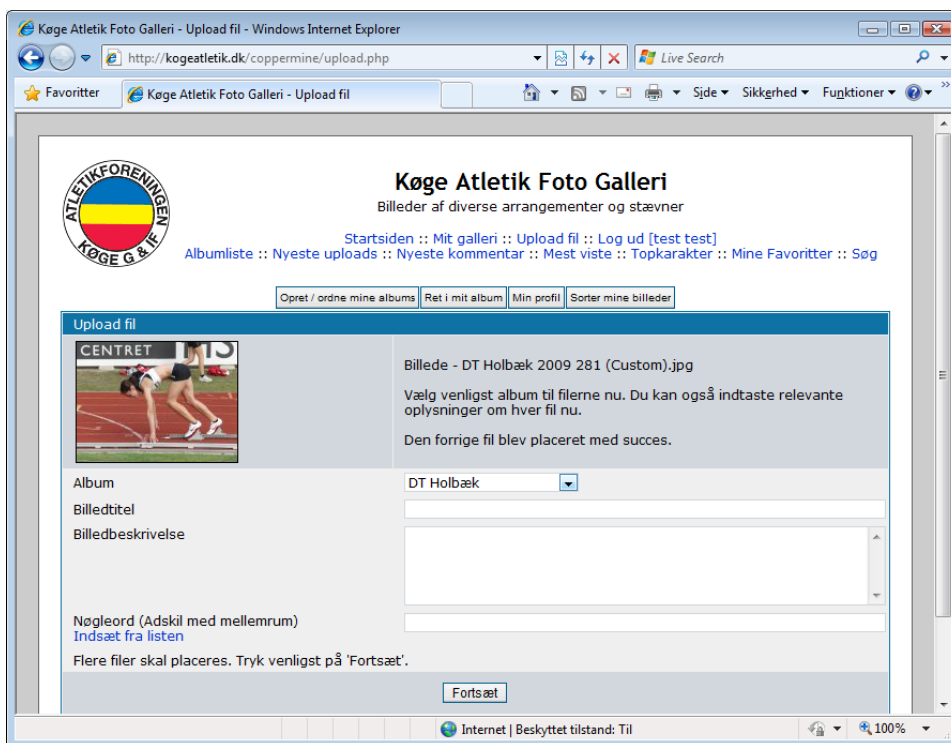 Køge Atletik Foto Galleri - Upload fil - Windows Internet Explorer
http://kogeatletik.dk/coppermine/upload.php
Live Search
Favoritter
Køge Atletik Foto Galleri - Upload fil
Side
Sikkerhed
Funktioner
ATLETIKFORENINGEN
KØGE G & IF
Køge Atletik Foto Galleri
Billeder af diverse arrangementer og stævner
Startsiden :: Mit galleri :: Upload fil :: Log ud [test test]
Albumliste :: Nyeste uploads :: Nyeste kommentar :: Mest viste :: Topkarakter :: Mine Favoritter :: Søg
Opret / ordne mine albums Ret i mit album Min profil Sorter mine billeder
Upload fil
CENTRET
Billede - DT Holbæk 2009 281 (Custom).jpg
Vælg venligst album til filerne nu. Du kan også indtaste relevante
oplysninger om hver fil nu.
Den forrige fil blev placeret med succes.
Album
DT Holbæk
Billedtitel
Billedbeskrivelse
Nøgleord (Adskil med mellemrum)
Indsæt fra listen
Flere filer skal placeres. Tryk venligst på 'Fortsæt'.
Fortsæt
Internet | Beskyttet tilstand: Til
100%